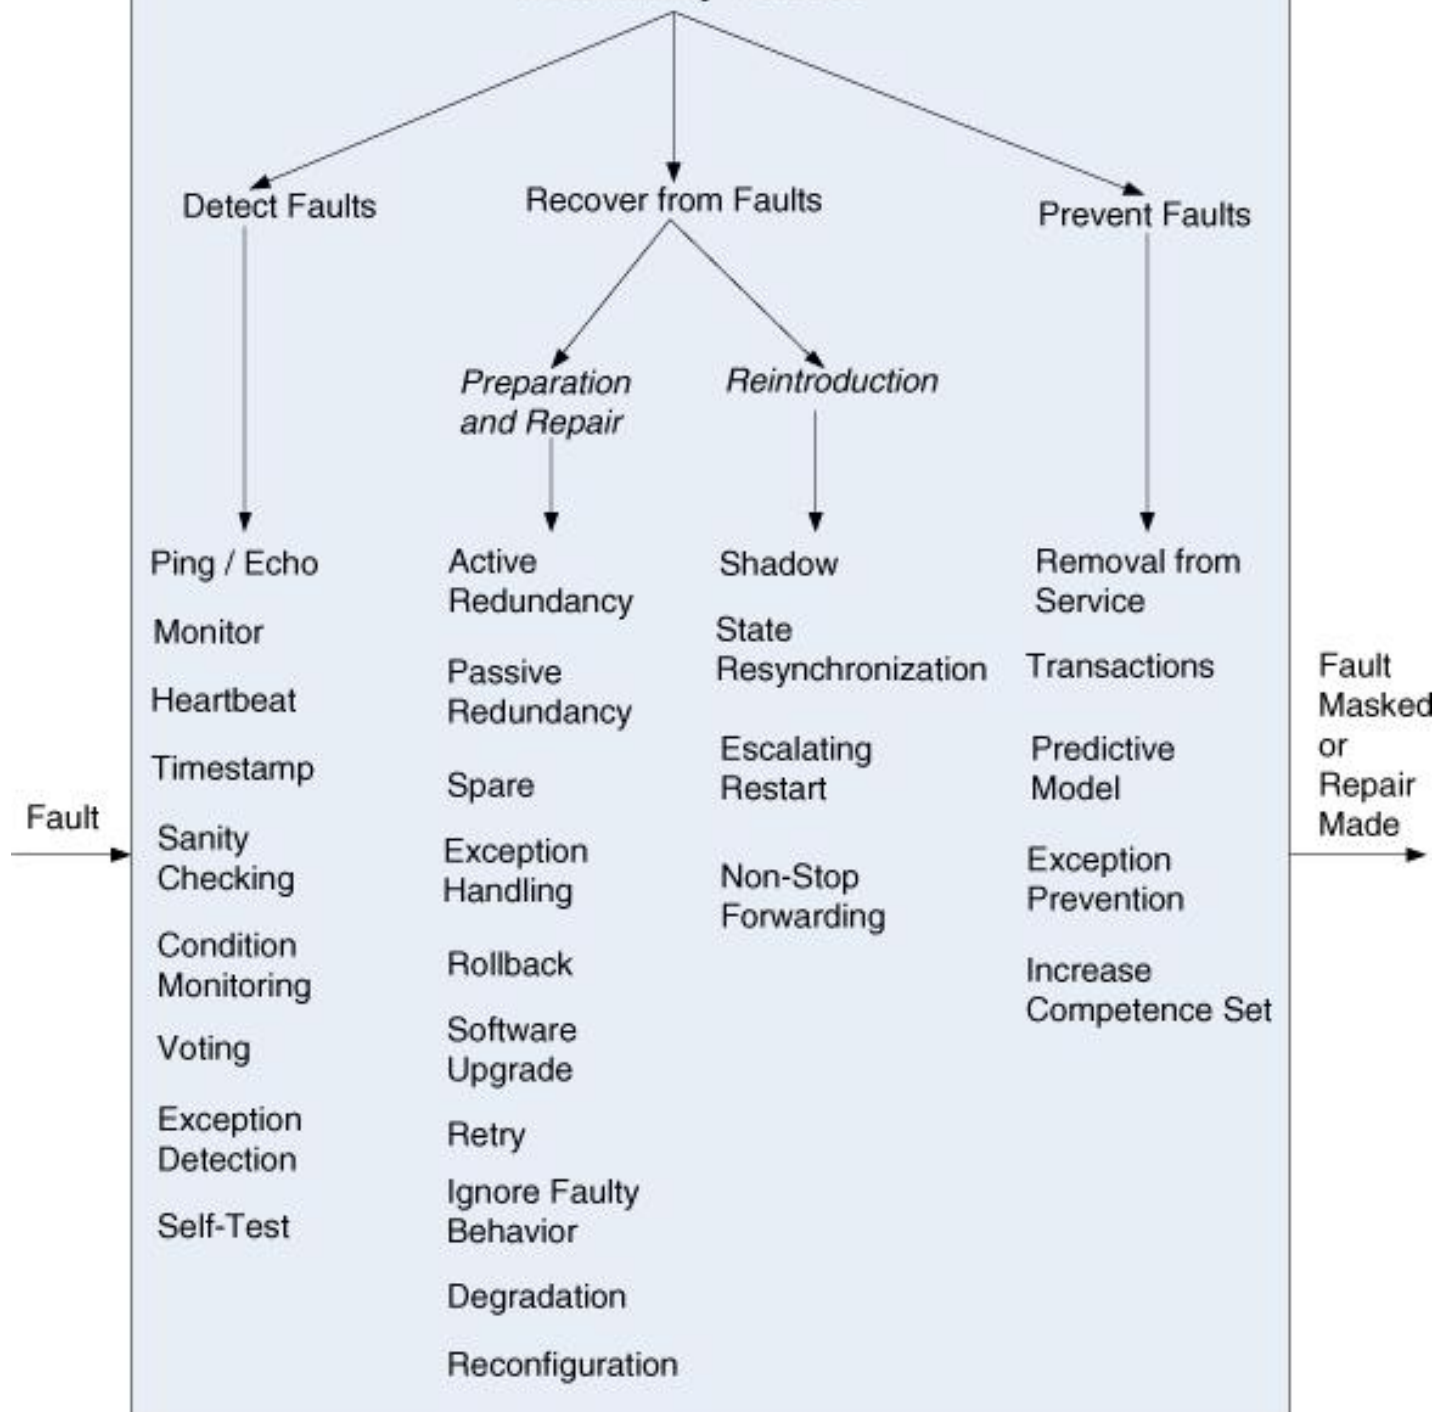 Detect Faults
Recover from Faults
Prevent Faults
Preparation
and Repair
Reintroduction
Ping / Echo
Monitor
Heartbeat
Timestamp
Sanity
Checking
Condition
Monitoring
Voting
Exception
Detection
Self-Test
Active
Redundancy
Passive
Redundancy
Spare
Exception
Handling
Rollback
Software
Upgrade
Retry
Ignore Faulty
Behavior
Degradation
Reconfiguration
Shadow
State
Resynchronization
Escalating
Restart
Non-Stop
Forwarding
Removal from
Service
Transactions
Predictive
Model
Exception
Prevention
Increase
Competence Set
Fault
Fault
Masked
or
Repair
Made